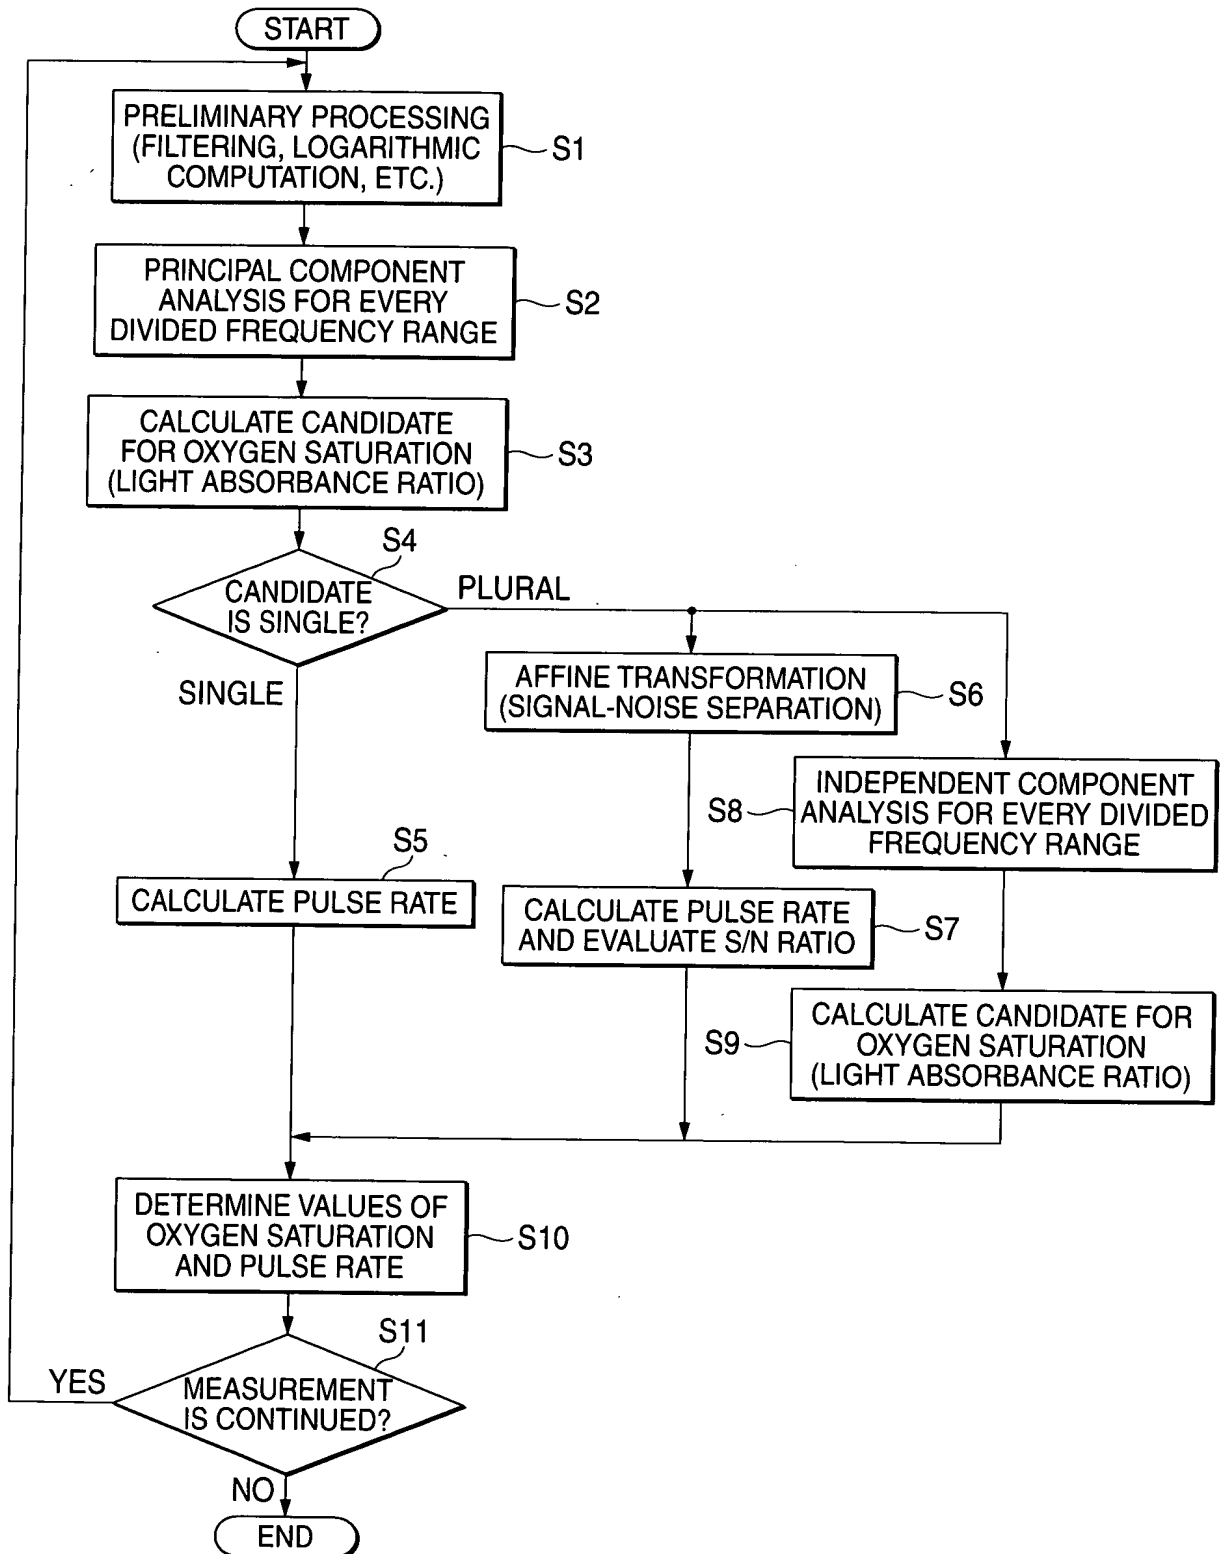 START
PRELIMINARY PROCESSING
(FILTERING, LOGARITHMIC
COMPUTATION, ETC.)
S1
PRINCIPAL COMPONENT
ANALYSIS FOR EVERY
DIVIDED FREQUENCY RANGE
S2
CALCULATE CANDIDATE
FOR OXYGEN SATURATION
(LIGHT ABSORBANCE RATIO)
S3
S4
CANDIDATE
IS SINGLE?
PLURAL
SINGLE
AFFINE TRANSFORMATION
(SIGNAL-NOISE SEPARATION)
S6
INDEPENDENT COMPONENT
ANALYSIS FOR EVERY DIVIDED
FREQUENCY RANGE
S8
S5
CALCULATE PULSE RATE
CALCULATE PULSE RATE
AND EVALUATE S/N RATIO
S7
CALCULATE CANDIDATE FOR
OXYGEN SATURATION
(LIGHT ABSORBANCE RATIO)
S9
DETERMINE VALUES OF
OXYGEN SATURATION
AND PULSE RATE
S10
S11
MEASUREMENT
IS CONTINUED?
YES
NO
END